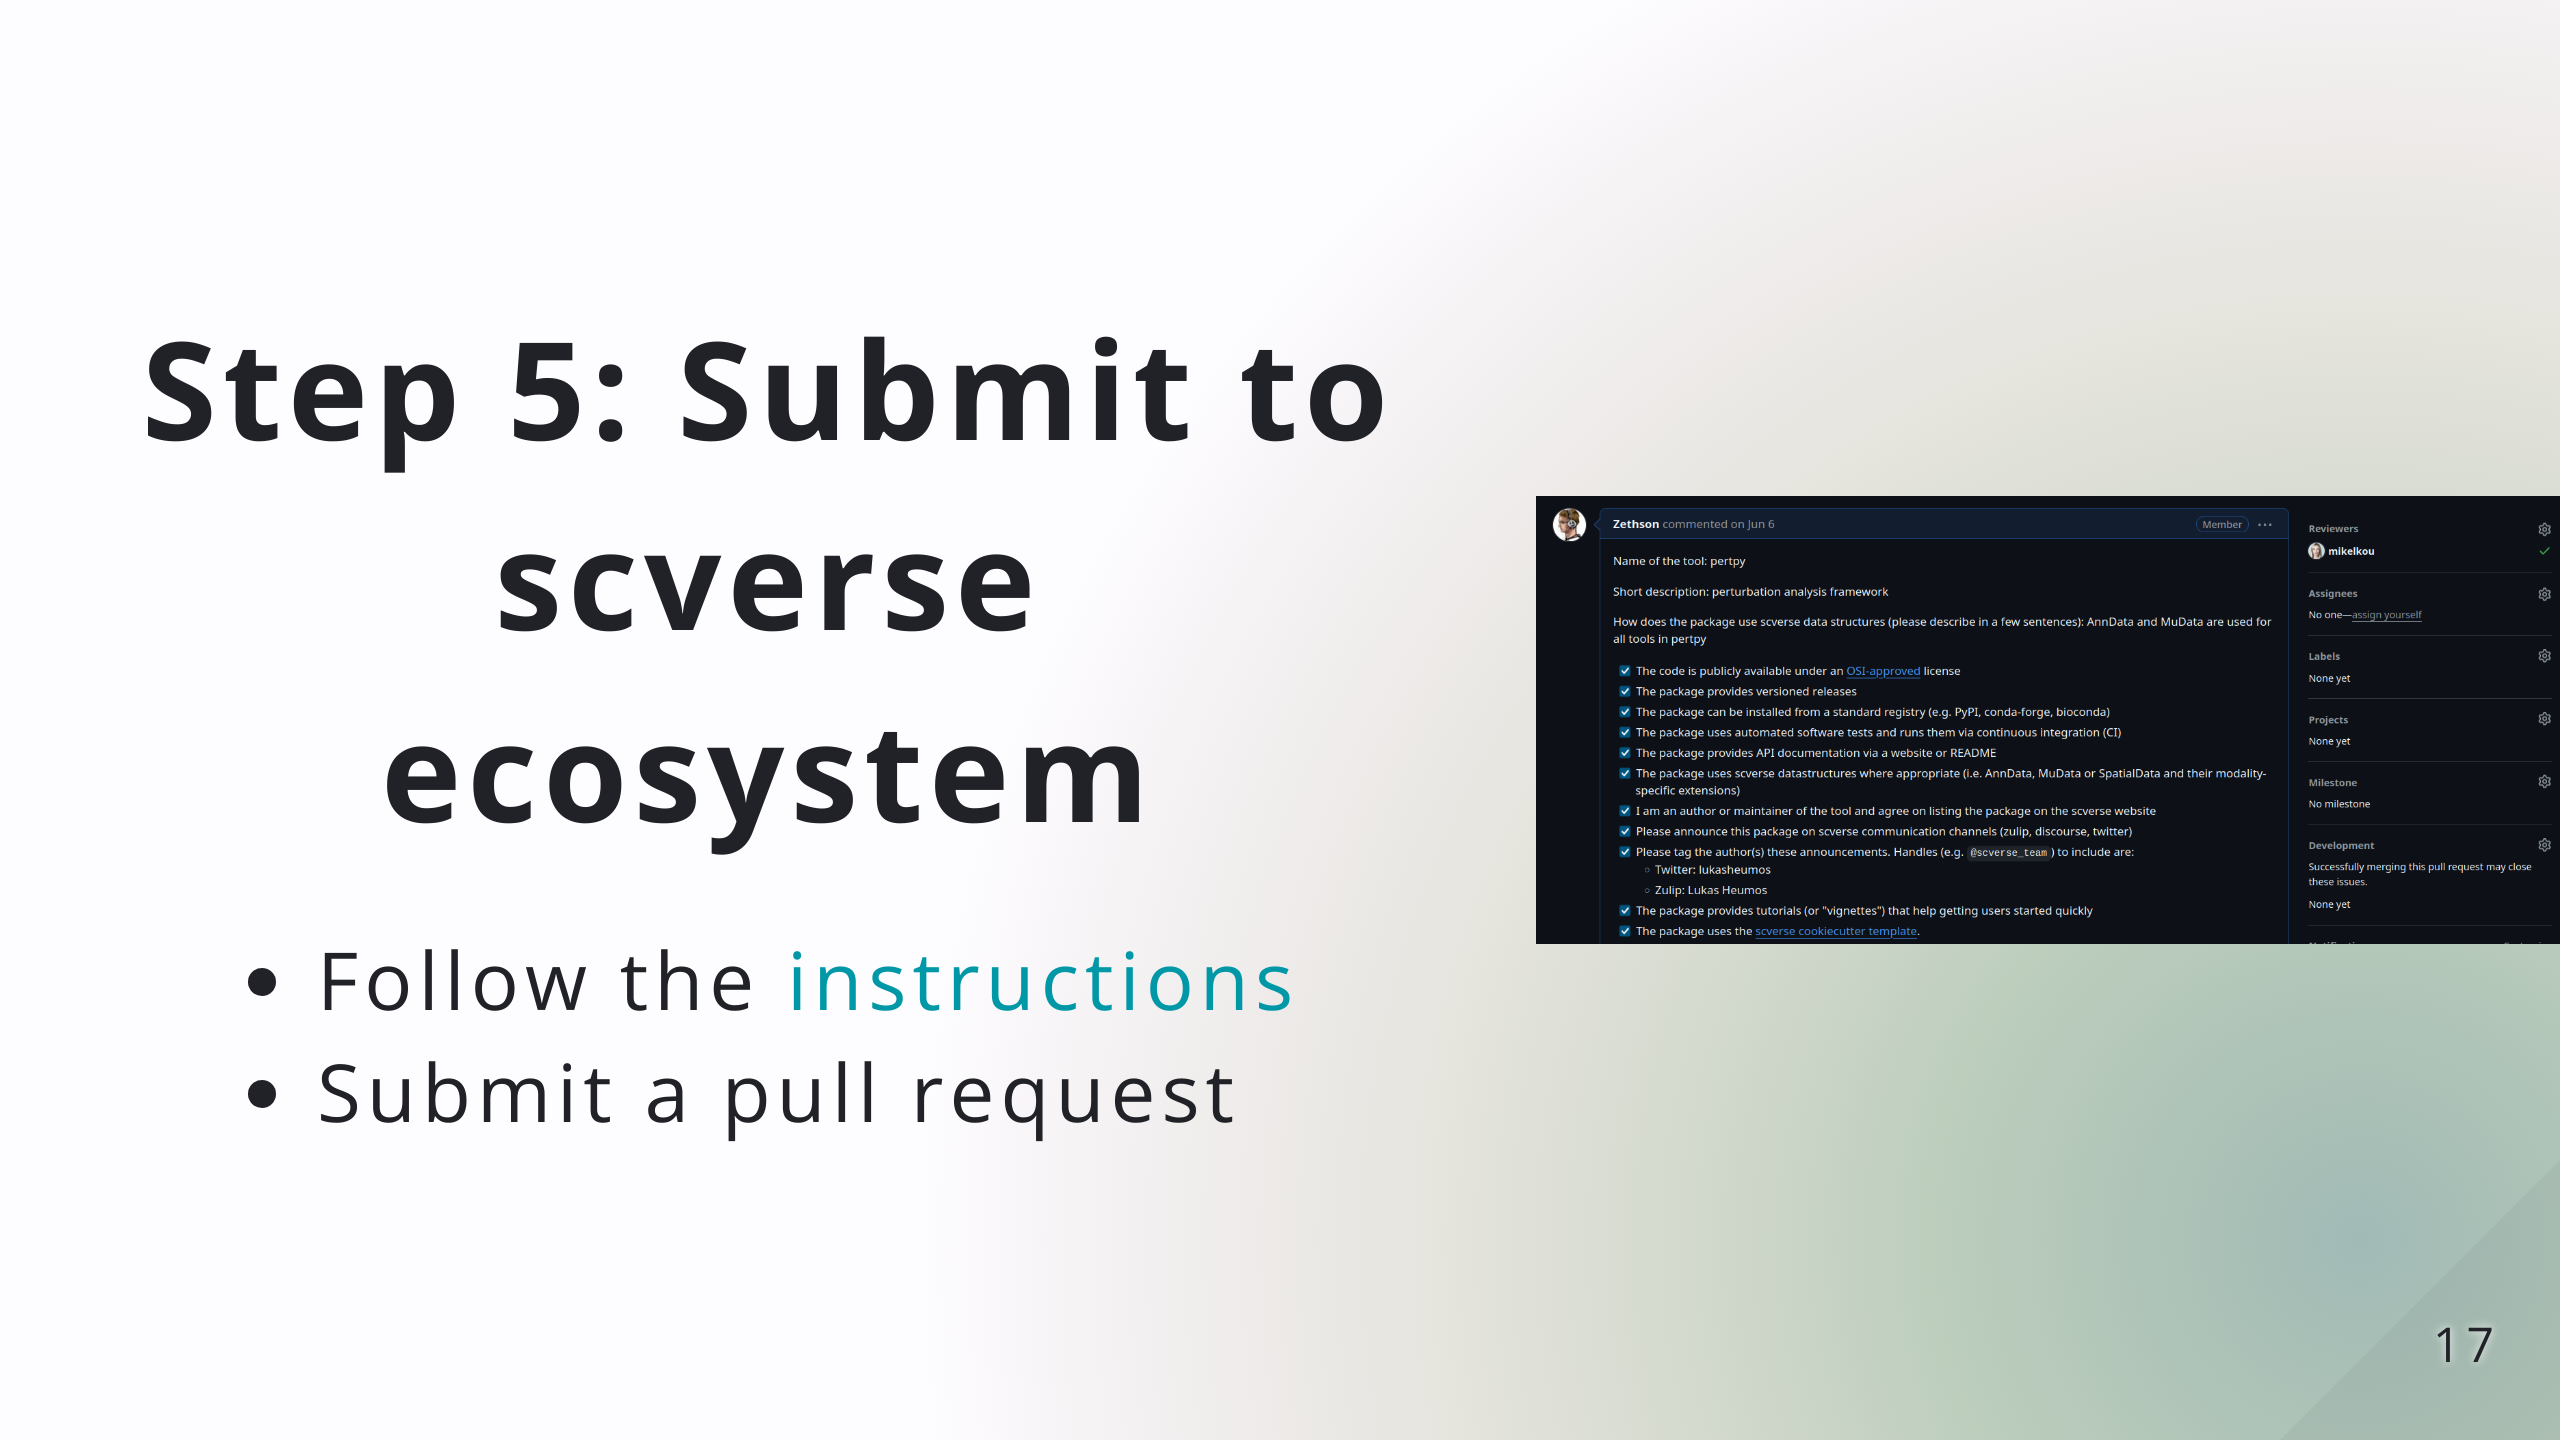 Step 5: Submit to
scverse
ecosystem
• Follow the instructions
• Submit a pull request
Zethson commented on Jun 6
Member
Name of the tool: pertpy
Short description: perturbation analysis framework
How does the package use scverse data structures (please describe in a few sentences): AnnData and MuData are used for
all tools in pertpy
The code is publicly available under an OSI-approved license
The package provides versioned releases
The package can be installed from a standard registry (e.g. PyPI, conda-forge, bioconda)
The package uses automated software tests and runs them via continuous integration (CI)
The package provides API documentation via a website or README
The package uses scverse datastructures where appropriate (i.e. AnnData, MuData or SpatialData and their modality-
specific extensions)
I am an author or maintainer of the tool and agree on listing the package on the scverse website
Please announce this package on scverse communication channels (zulip, discourse, twitter)
Please tag the author(s) these announcements. Handles (e.g. @scverse_team) to include are:
Twitter: lukasheumos
Zulip: Lukas Heumos
The package provides tutorials (or "vignettes") that help getting users started quickly
The package uses the scverse cookiecutter template.
Reviewers
mikelkou
Assignees
No one—assign yourself
Labels
None yet
Projects
None yet
Milestone
No milestone
Development
Successfully merging this pull request may close
these issues.
None yet
17